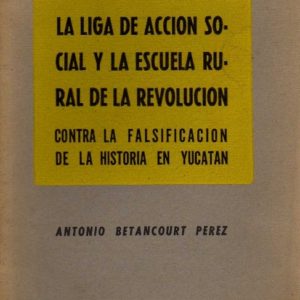 LA LIGA DE ACCION SO-
CIAL Y LA ESCUELA RU-
RAL DE LA REVOLUCION
CONTRA LA FALSIFICACION
DE LA HISTORIA EN YUCATAN
ANTONIO BETANCOURT PEREZ